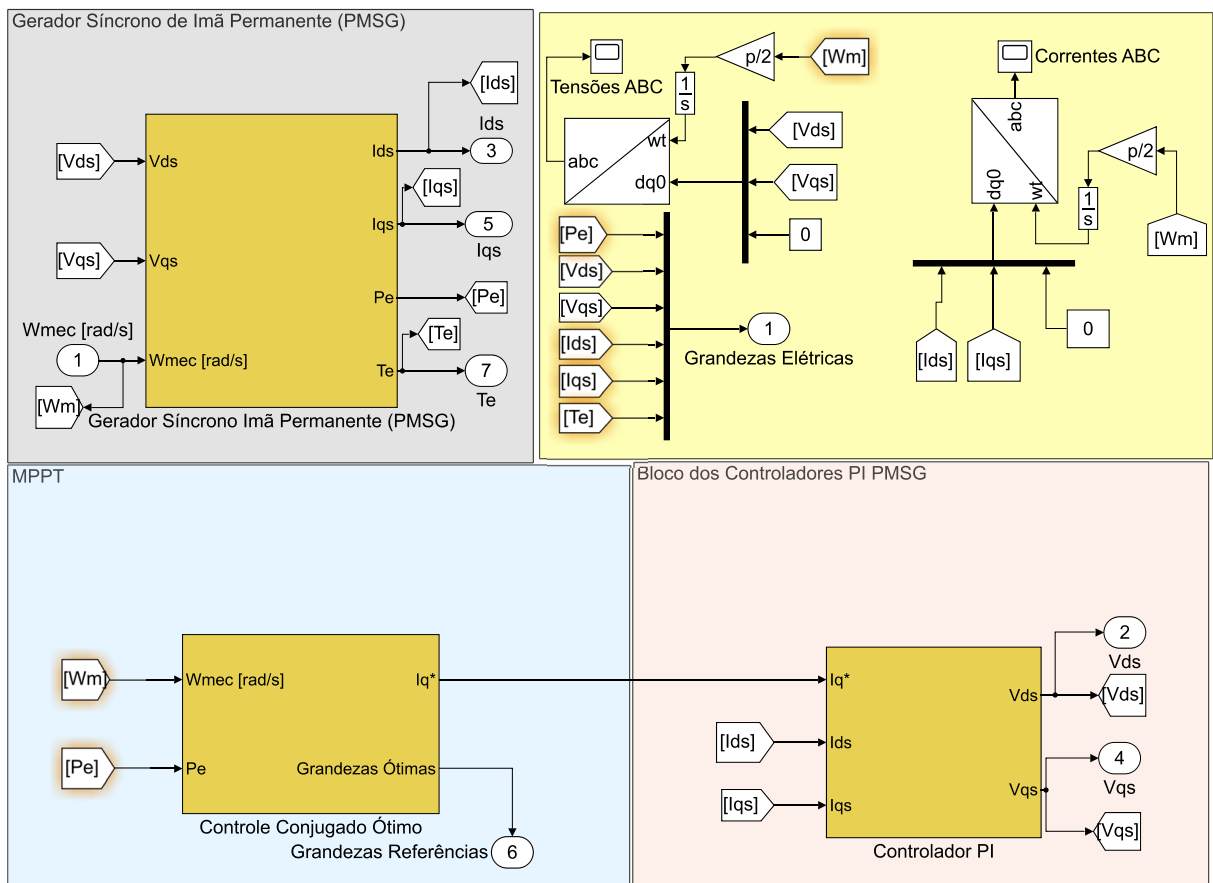 Gerador Síncrono de Imã Permanente (PMSG)
[Vds]
[Vqs]
Wmec [rad/s]
1
[Wm]
Vds
Vqs
Wmec [rad/s]
Ids
Iqs
Pe
Te
[Ids]
Ids
3
[Iqs]
5
Iqs
[Pe]
[Te]
7
Te
Gerador Síncrono Imã Permanente (PMSG)
Tensões ABC
p/2
[Wm]
1
s
abc
wt
dq0
[Vds]
[Vqs]
0
[Pe]
[Vds]
[Vqs]
[Ids]
[Iqs]
[Te]
1
Grandezas Elétricas
Correntes ABC
abc
dq0
wt
p/2
1
s
[Wm]
[Ids]
[Iqs]
0
MPPT
[Wm]
[Pe]
Wmec [rad/s]
Pe
Iq*
Grandezas Ótimas
Controle Conjugado Ótimo
Grandezas Referências
6
Bloco dos Controladores PI PMSG
[Ids]
[Iqs]
Iq*
Ids
Iqs
Vds
Vqs
2
Vds
[Vds]
4
Vqs
[Vqs]
Controlador PI